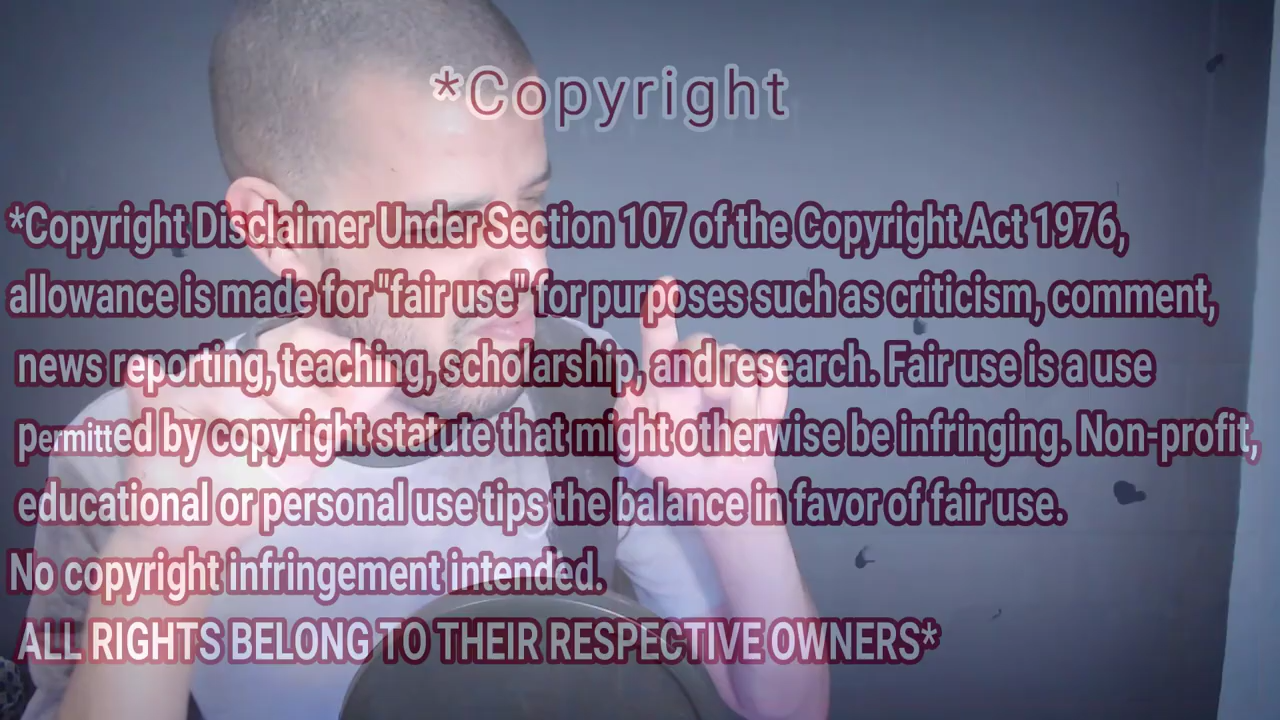 *Copyright
*Copyright Disclaimer Under Section 107 of the Copyright Act 1976,
allowance is made for "fair use" for purposes such as criticism, comment,
news reporting, teaching, scholarship, and research. Fair use is a use
permitted by copyright statute that might otherwise be infringing. Non-profit,
educational or personal use tips the balance in favor of fair use.
No copyright infringement intended.
ALL RIGHTS BELONG TO THEIR RESPECTIVE OWNERS*